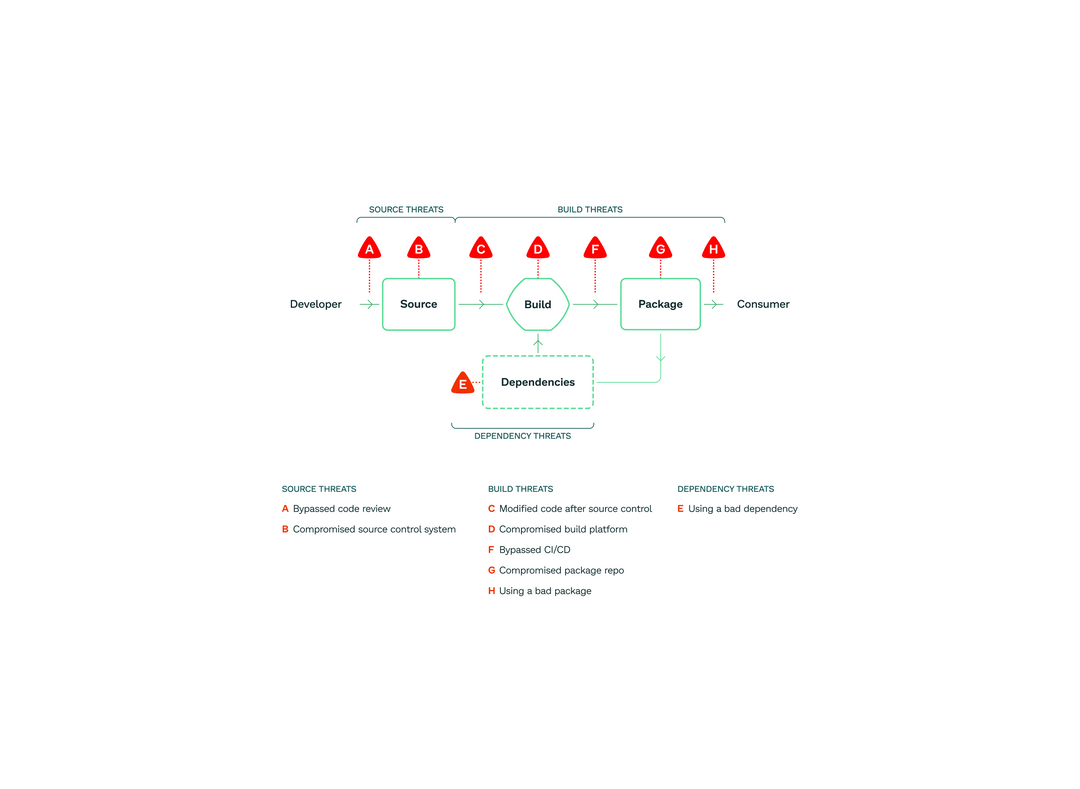 SOURCE THREATS
BUILD THREATS
A
B
C
D
F
G
H
Developer
Source
Build
Package
Consumer
E
Dependencies
DEPENDENCY THREATS
SOURCE THREATS
A Bypassed code review
B Compromised source control system
BUILD THREATS
C Modified code after source control
D Compromised build platform
F Bypassed CI/CD
G Compromised package repo
H Using a bad package
DEPENDENCY THREATS
E Using a bad dependency